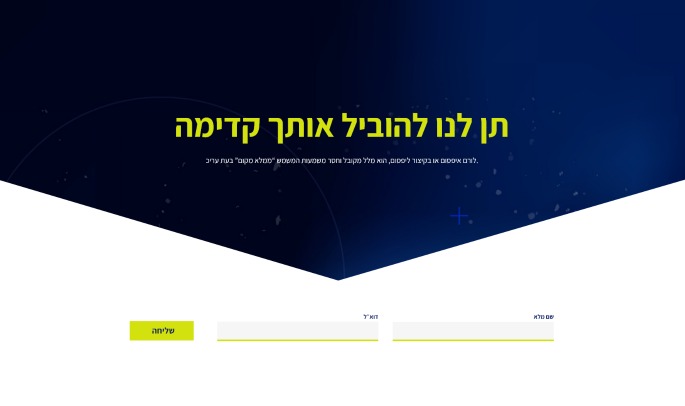 תן לנו להוביל אותך קדימה
לורם איפסום או בקיצור ליפסום, הוא מלל מקובל וחסר משמעות המשמש "ממלא מקום" בעת עריכ.
שם מלא
דוא״ל
שליחה